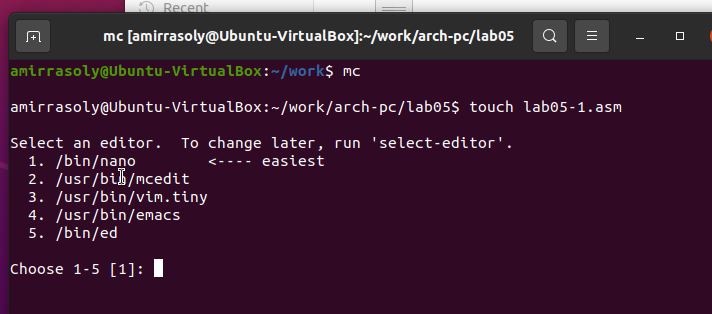 Recent
mc [amirrasoly@Ubuntu-VirtualBox]:~/work/arch-pc/lab05
amirrasoly@Ubuntu-VirtualBox:~/work$ mc
amirrasoly@Ubuntu-VirtualBox:~/work/arch-pc/lab05$ touch lab05-1.asm
Select an editor.  To change later, run 'select-editor'.
  1. /bin/nano        <---- easiest
  2. /usr/bin/mcedit
  3. /usr/bin/vim.tiny
  4. /usr/bin/emacs
  5. /bin/ed
Choose 1-5 [1]: